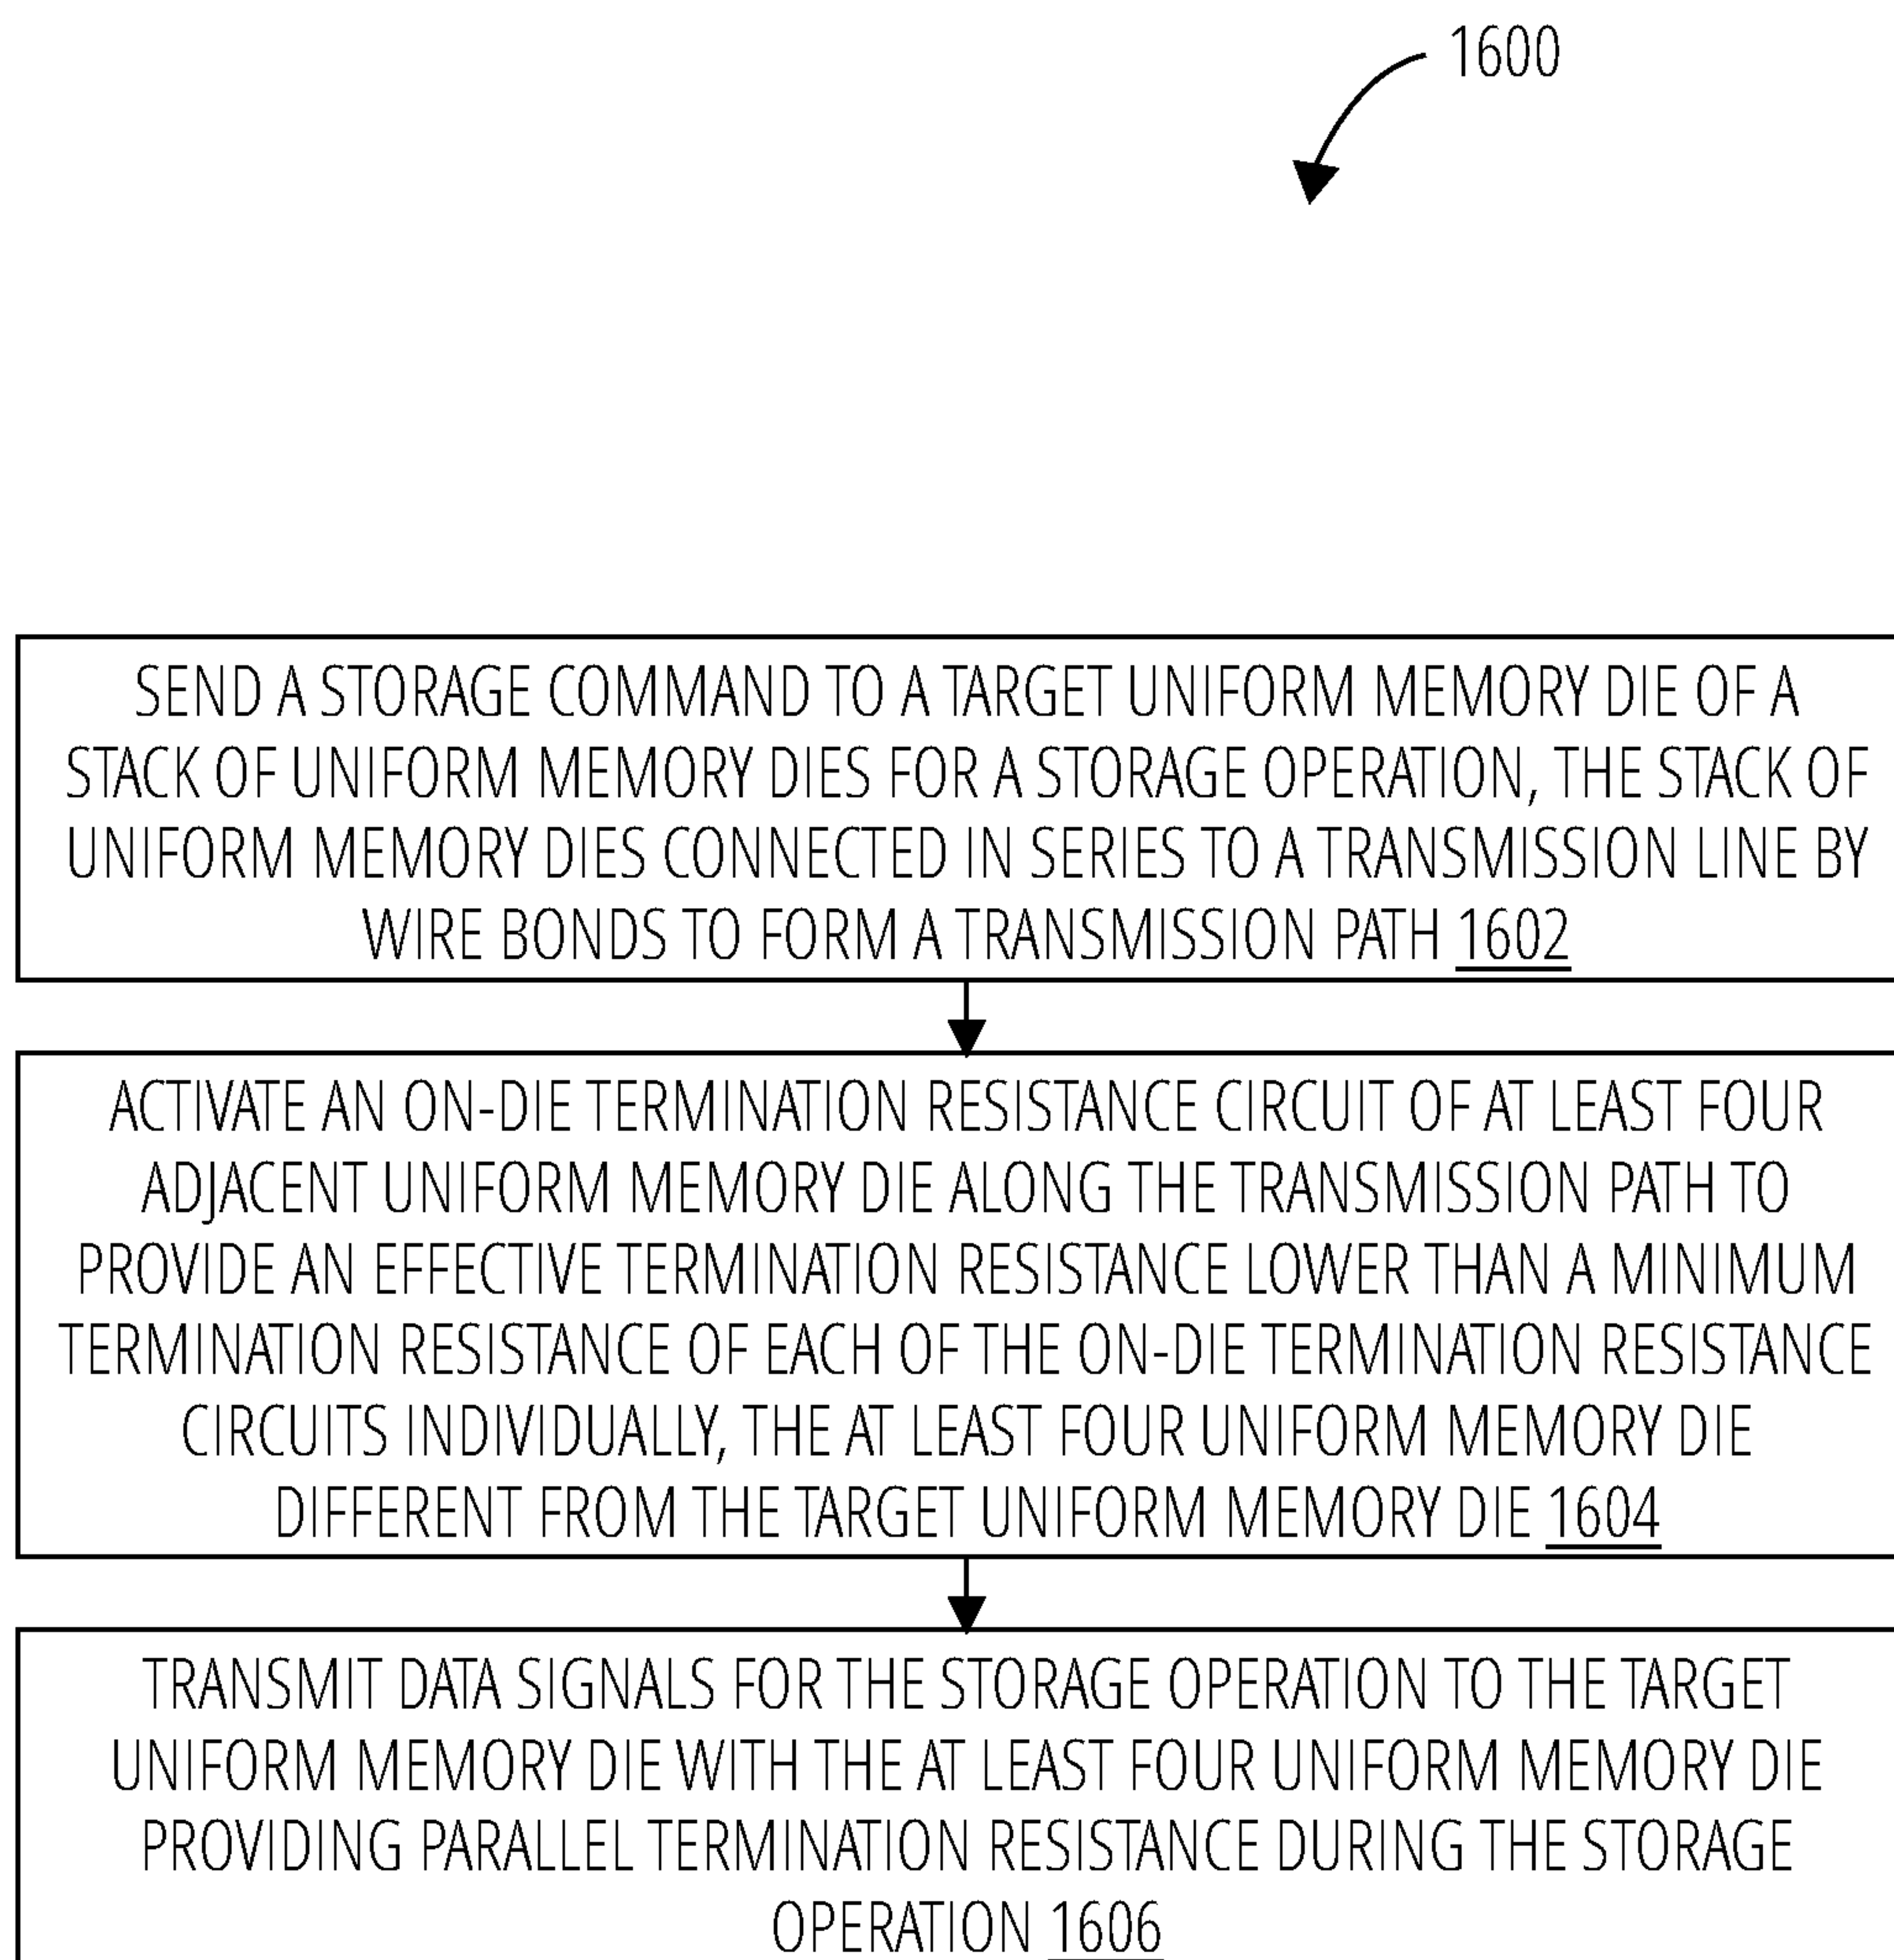 1600
SEND A STORAGE COMMAND TO A TARGET UNIFORM MEMORY DIE OF A
STACK OF UNIFORM MEMORY DIES FOR A STORAGE OPERATION, THE STACK OF
UNIFORM MEMORY DIES CONNECTED IN SERIES TO A TRANSMISSION LINE BY
WIRE BONDS TO FORM A TRANSMISSION PATH 1602
ACTIVATE AN ON-DIE TERMINATION RESISTANCE CIRCUIT OF AT LEAST FOUR
ADJACENT UNIFORM MEMORY DIE ALONG THE TRANSMISSION PATH TO
PROVIDE AN EFFECTIVE TERMINATION RESISTANCE LOWER THAN A MINIMUM
TERMINATION RESISTANCE OF EACH OF THE ON-DIE TERMINATION RESISTANCE
CIRCUITS INDIVIDUALLY, THE AT LEAST FOUR UNIFORM MEMORY DIE
DIFFERENT FROM THE TARGET UNIFORM MEMORY DIE 1604
TRANSMIT DATA SIGNALS FOR THE STORAGE OPERATION TO THE TARGET
UNIFORM MEMORY DIE WITH THE AT LEAST FOUR UNIFORM MEMORY DIE
PROVIDING PARALLEL TERMINATION RESISTANCE DURING THE STORAGE
OPERATION 1606